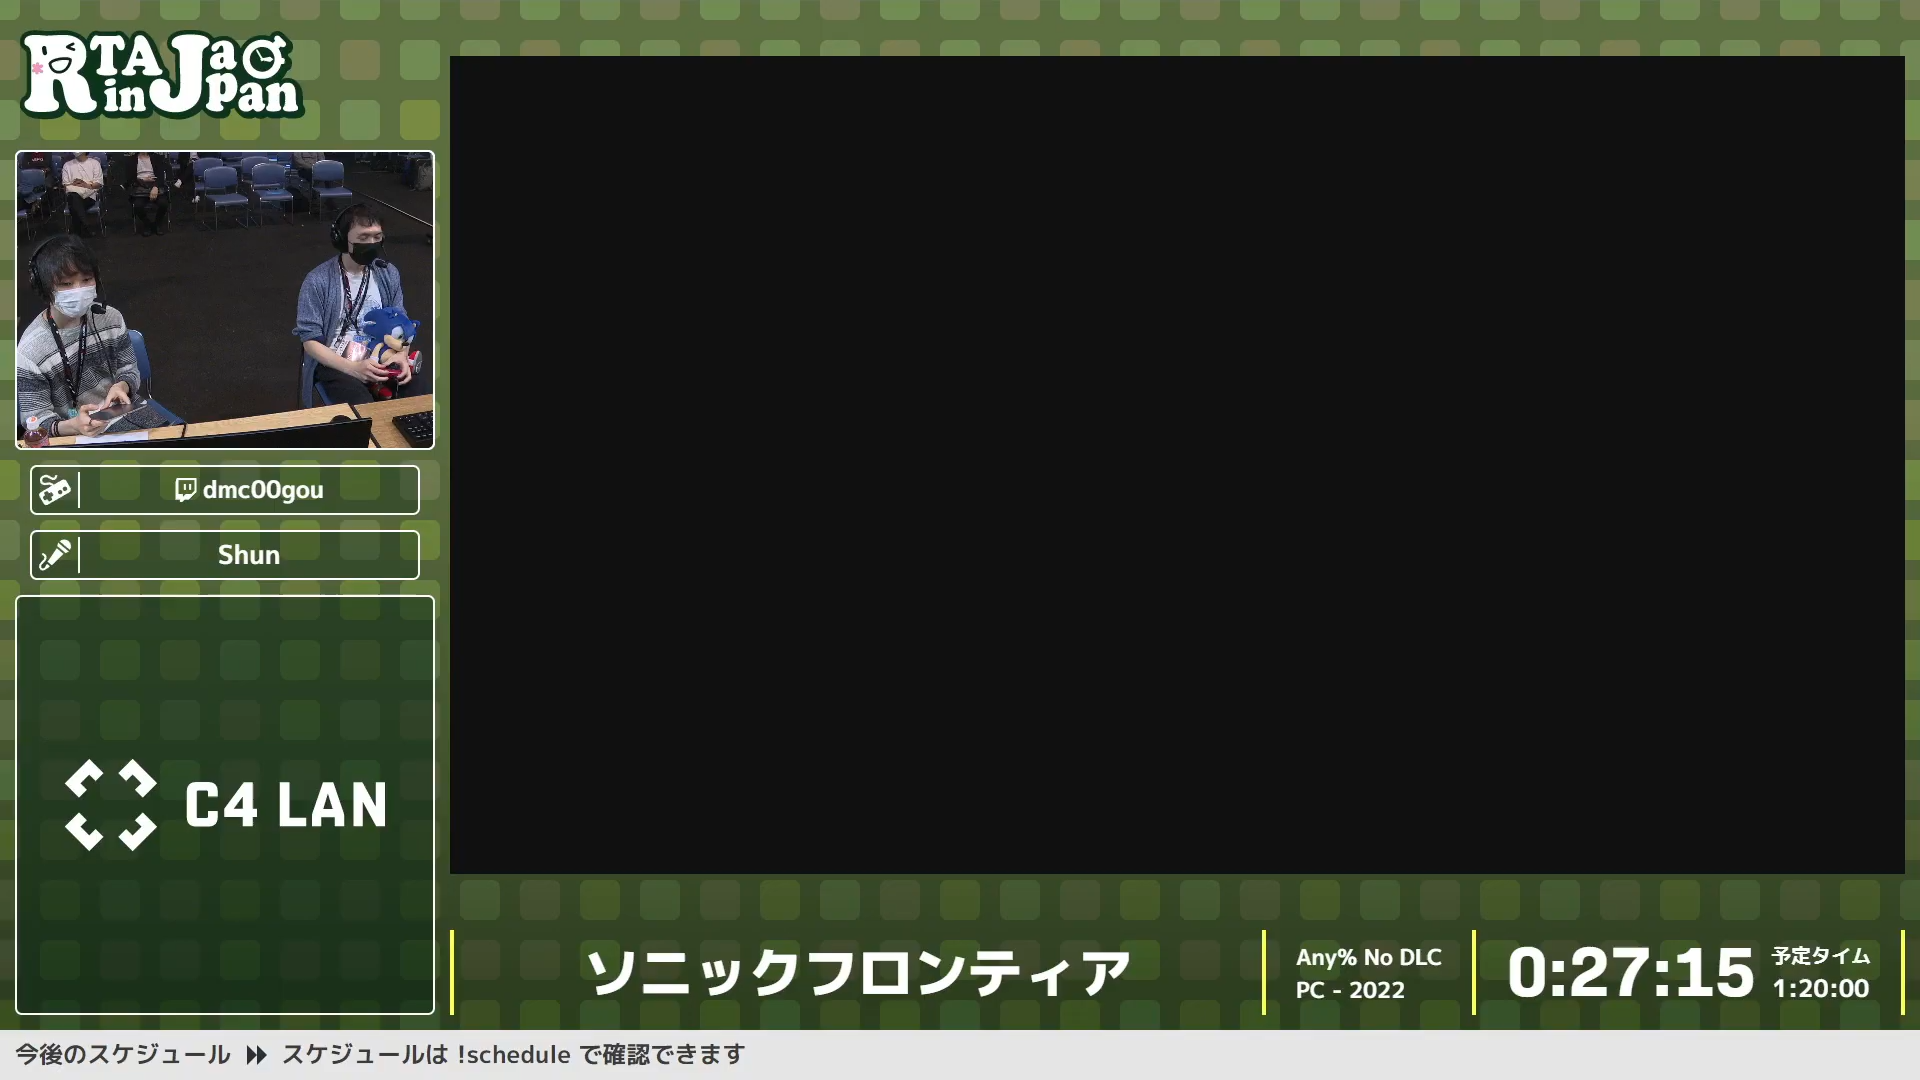 RTA in Japan
dmc00gou
Shun
C4 LAN
ソニックフロンティア
Any% No DLC
PC - 2022
0:27:15
予定タイム
1:20:00
今後のスケジュール スケジュールは !schedule で確認できます